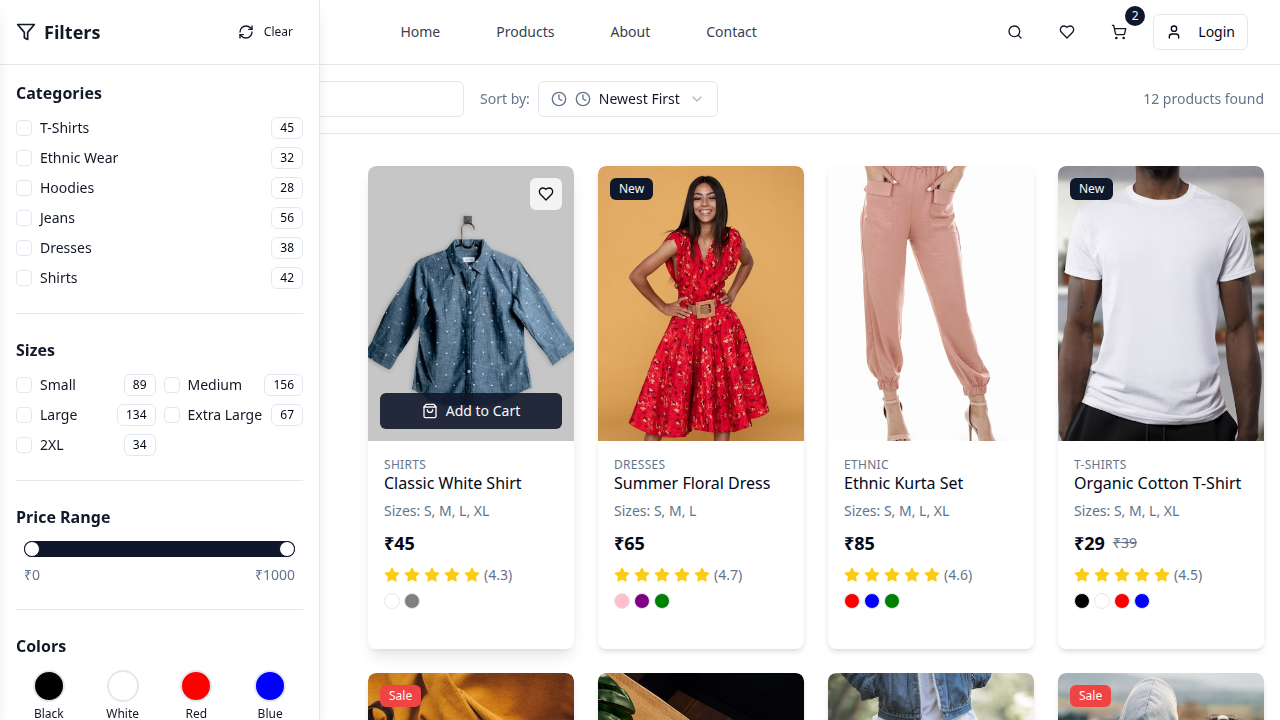 Filters
Clear
Home
Products
About
Contact
2
Login
Sort by:
Newest First
12 products found
Categories
T-Shirts 45
Ethnic Wear 32
Hoodies 28
Jeans 56
Dresses 38
Shirts 42
Sizes
Small 89
Medium 156
Large 134
Extra Large 67
2XL 34
Price Range
₹0
₹1000
Colors
Black
White
Red
Blue
Add to Cart
SHIRTS
Classic White Shirt
Sizes: S, M, L, XL
₹45
(4.3)
New
DRESSES
Summer Floral Dress
Sizes: S, M, L
₹65
(4.7)
ETHNIC
Ethnic Kurta Set
Sizes: S, M, L, XL
₹85
(4.6)
New
T-SHIRTS
Organic Cotton T-Shirt
Sizes: S, M, L, XL
₹29 ₹39
(4.5)
Sale
Sale